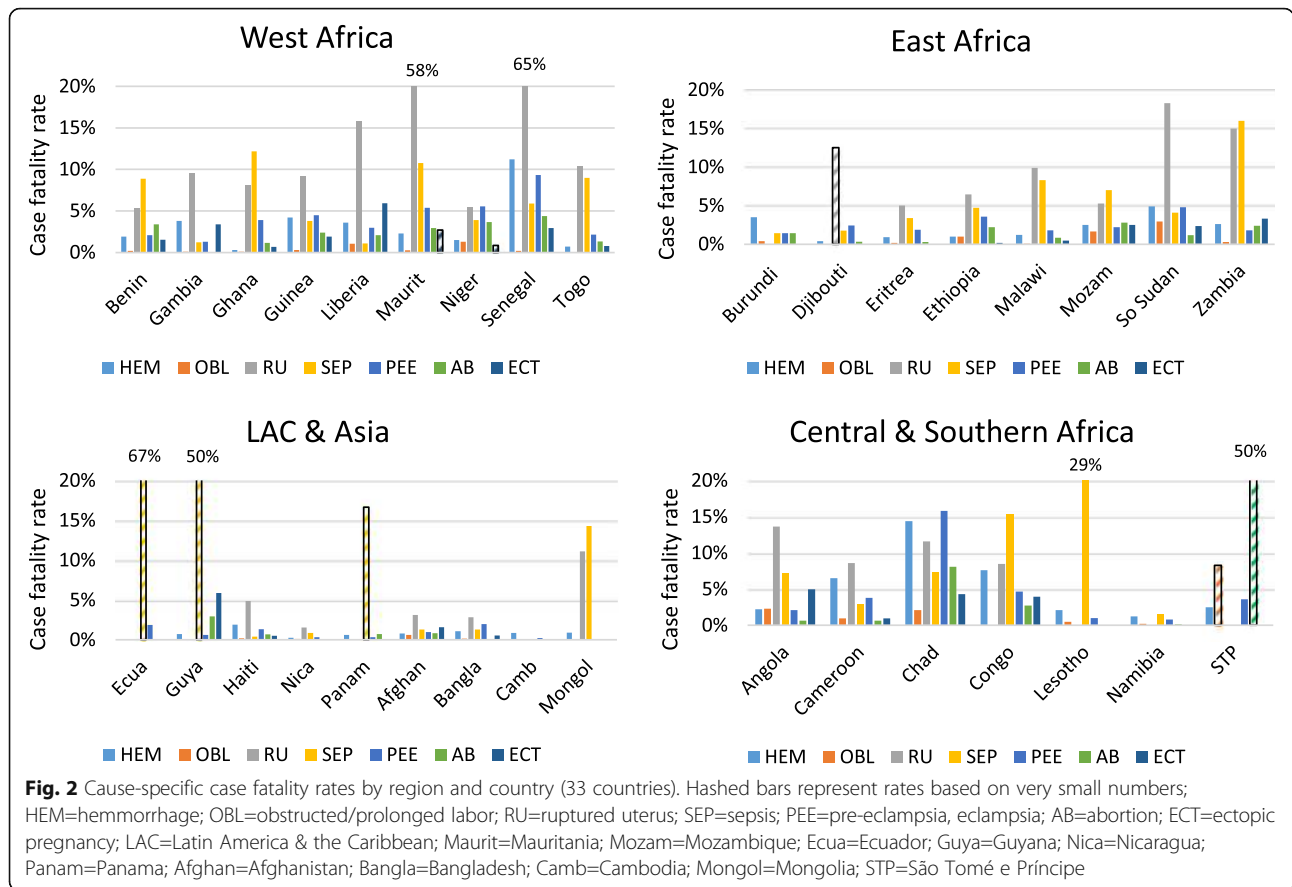 West Africa
58%
65%
20%
15%
10%
5%
0%
Case fatality rate
Benin
Gambia
Ghana
Guinea
Liberia
Maurit
Niger
Senegal
Togo
HEM OBL RU SEP PEE AB ECT
East Africa
20%
15%
10%
5%
0%
Case fatality rate
Burundi
Djibouti
Eritrea
Ethiopia
Malawi
Mozam
So Sudan
Zambia
HEM OBL RU SEP PEE AB ECT
LAC & Asia
67%
50%
20%
15%
10%
5%
0%
Case fatality rate
Ecua
Guya
Haiti
Nica
Panam
Afghan
Bangla
Camb
Mongol
HEM OBL RU SEP PEE AB ECT
Central & Southern Africa
29%
50%
20%
15%
10%
5%
0%
Case fatality rate
Angola
Cameroon
Chad
Congo
Lesotho
Namibia
STP
HEM OBL RU SEP PEE AB ECT
Fig. 2 Cause-specific case fatality rates by region and country (33 countries). Hashed bars represent rates based on very small numbers;
HEM=hemmorrhage; OBL=obstructed/prolonged labor; RU=ruptured uterus; SEP=sepsis; PEE=pre-eclampsia, eclampsia; AB=abortion; ECT=ectopic
pregnancy; LAC=Latin America & the Caribbean; Maurit=Mauritania; Mozam=Mozambique; Ecua=Ecuador; Guya=Guyana; Nica=Nicaragua;
Panam=Panama; Afghan=Afghanistan; Bangla=Bangladesh; Camb=Cambodia; Mongol=Mongolia; STP=São Tomé e Príncipe